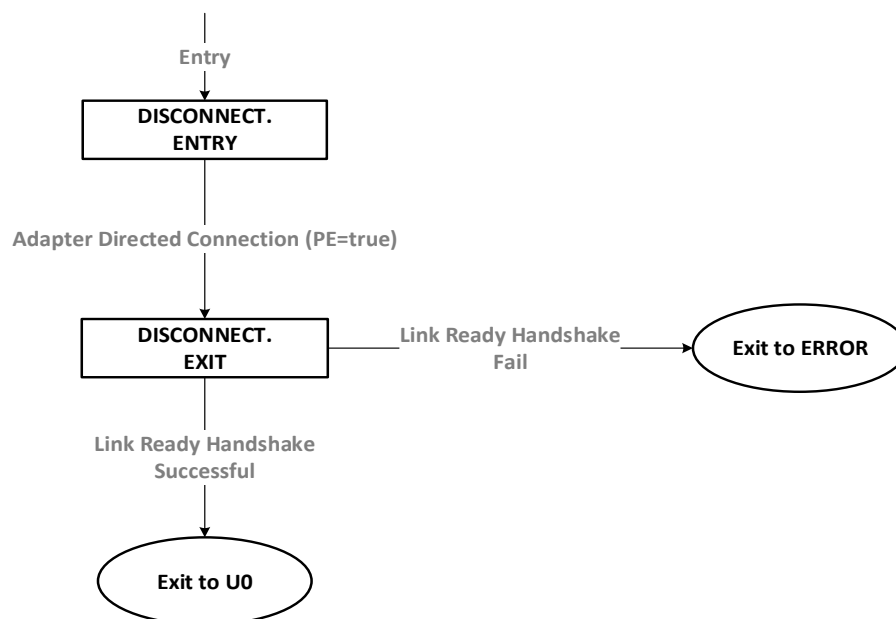 Entry
DISCONNECT.
ENTRY
Adapter Directed Connection (PE=true)
DISCONNECT.
EXIT
Link Ready Handshake
Fail
Exit to ERROR
Link Ready Handshake
Successful
Exit to U0